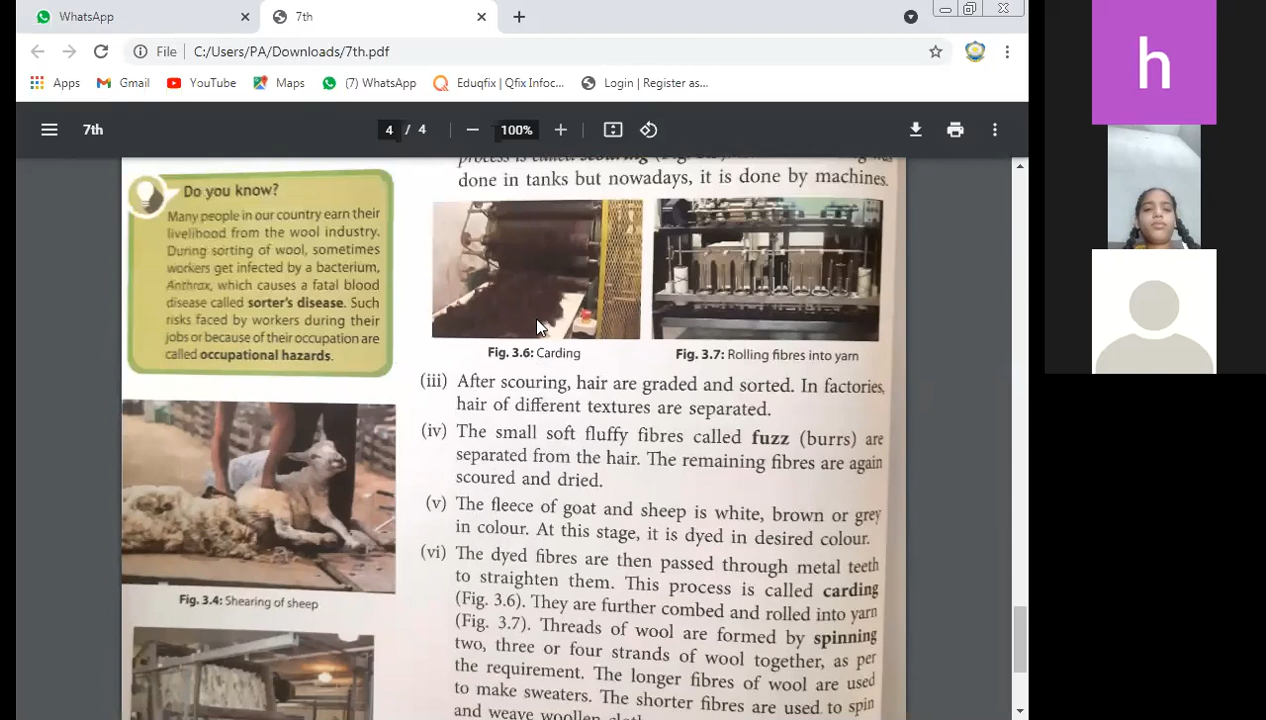 WhatsApp
7th
File
C:/Users/PA/Downloads/7th.pdf
Apps
Gmail
YouTube
Maps
(7) WhatsApp
Eduqfix | Qfix Infoc...
Login | Register as...
7th
4 / 4
100%
h
Do you know?
Many people in our country earn their
livelihood from the wool industry.
During sorting of wool, sometimes
workers get infected by a bacterium,
Anthrax, which causes a fatal blood
disease called sorter's disease. Such
risks faced by workers during their
jobs or because of their occupation are
called occupational hazards.
Fig. 3.4: Shearing of sheep
process is called scouring
done in tanks but nowadays, it is done by machines.
Fig. 3.6: Carding
Fig. 3.7: Rolling fibres into yarn
(iii) After scouring, hair are graded and sorted. In factories,
hair of different textures are separated.
(iv) The small soft fluffy fibres called fuzz (burrs) are
separated from the hair. The remaining fibres are again
scoured and dried.
(v) The fleece of goat and sheep is white, brown or grey
in colour. At this stage, it is dyed in desired colour.
(vi) The dyed fibres are then passed through metal teeth
to straighten them. This process is called carding
(Fig. 3.6). They are further combed and rolled into yarn
(Fig. 3.7). Threads of wool are formed by spinning
two, three or four strands of wool together, as per
the requirement. The longer fibres of wool are used
to make sweaters. The shorter fibres are used to spin
and weave woollen